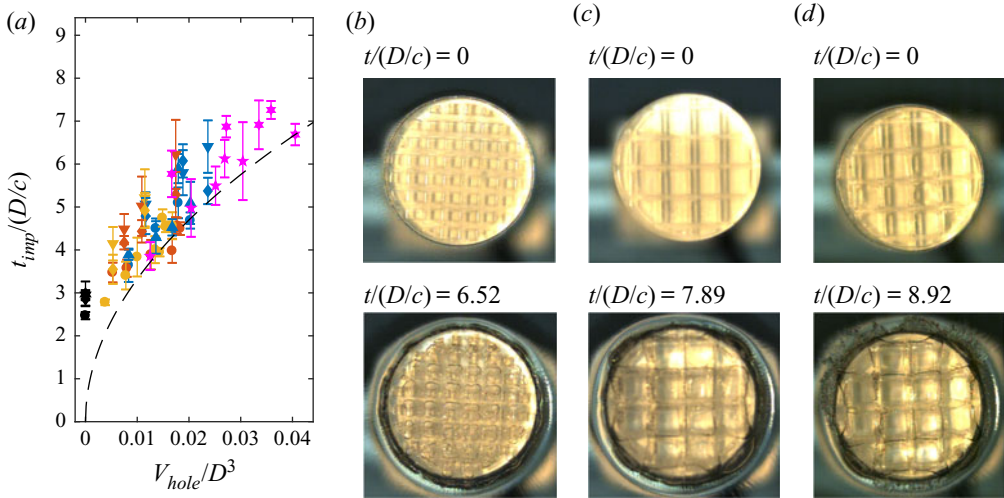 (a)
9
8
7
6
5
4
3
2
1
0
t_imp/(D/c)
0 0.01 0.02 0.03 0.04
V_hole/D^3
(b)
t/(D/c) = 0
t/(D/c) = 6.52
(c)
t/(D/c) = 0
t/(D/c) = 7.89
(d)
t/(D/c) = 0
t/(D/c) = 8.92